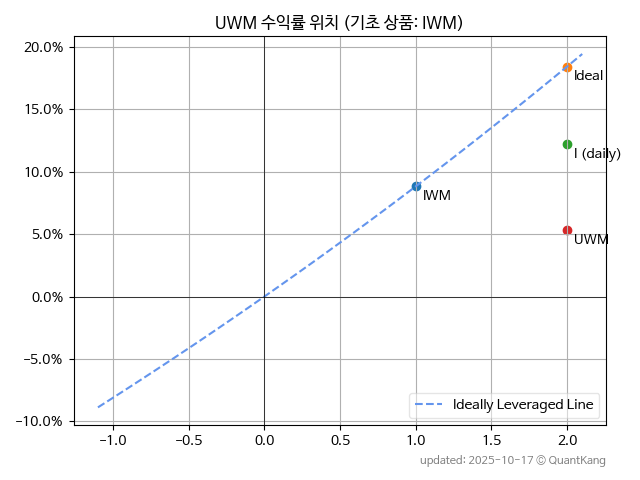 UWM 수익률 위치 (기초 상품: IWM)
20.0%
Ideal
15.0%
I (daily)
10.0%
IWM
5.0%
UWM
0.0%
−5.0%
Ideally Leveraged Line
−10.0%
−1.0 −0.5 0.0 0.5 1.0 1.5 2.0
updated: 2025-10-17 © QuantKang